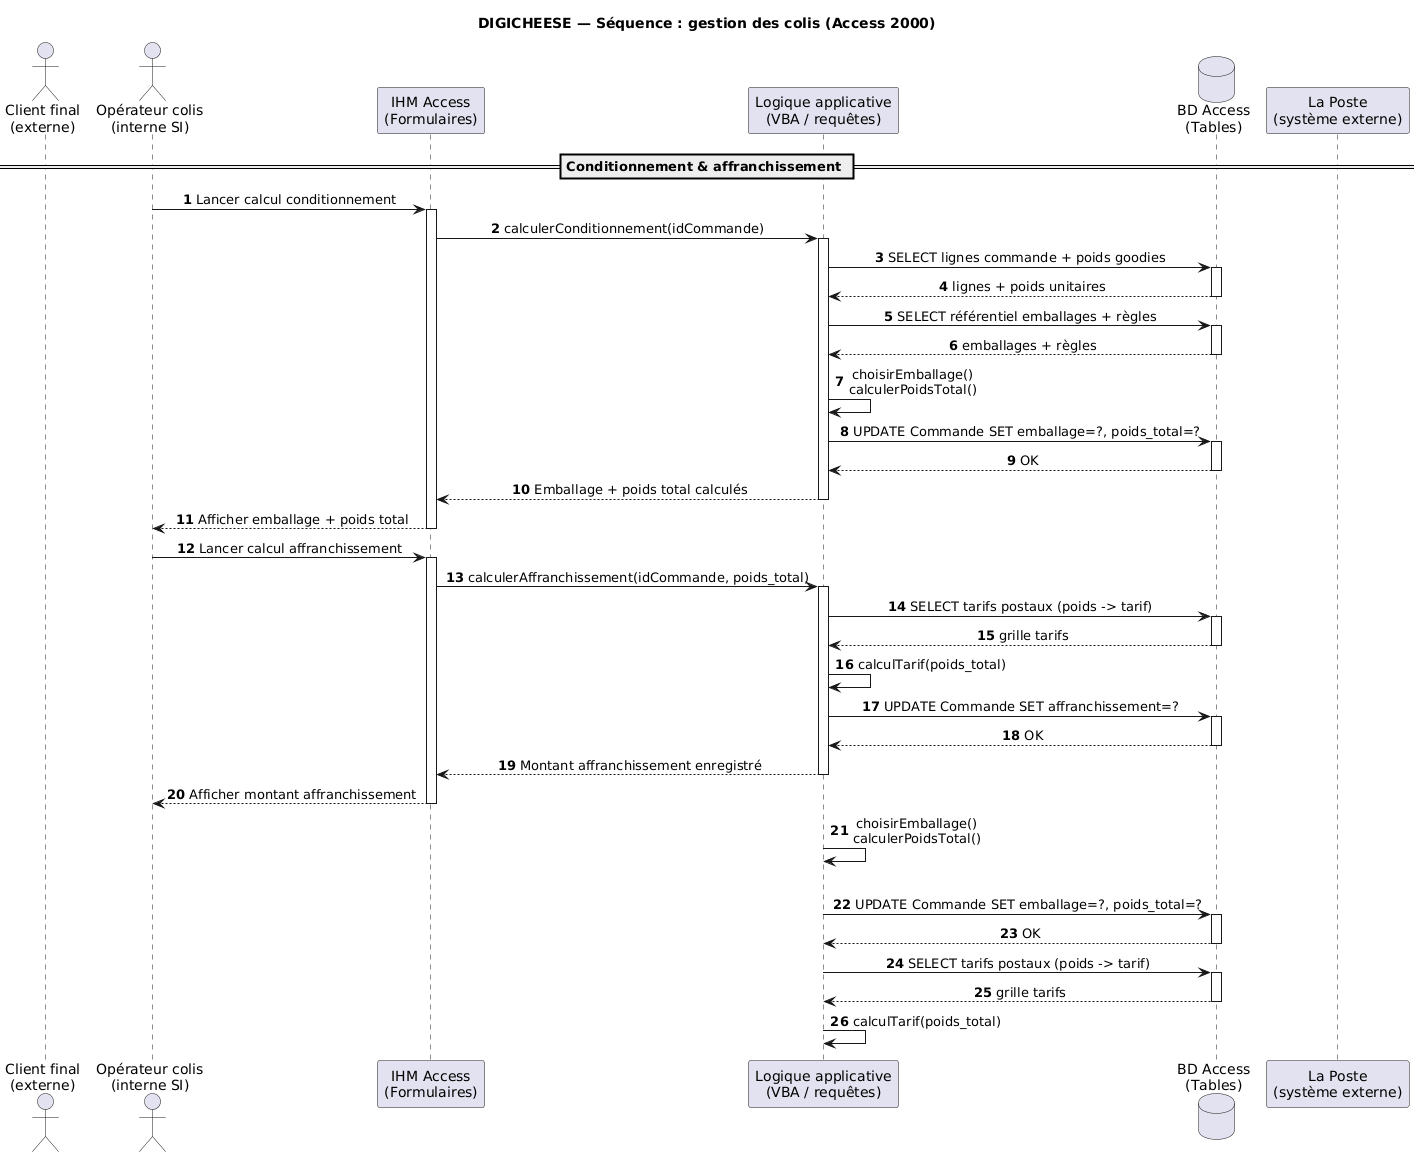 DIGICHEESE — Séquence : gestion des colis (Access 2000)
Client final
(externe)
Opérateur colis
(interne SI)
IHM Access
(Formulaires)
Logique applicative
(VBA / requêtes)
BD Access
(Tables)
La Poste
(système externe)
Conditionnement & affranchissement
1 Lancer calcul conditionnement
2 calculerConditionnement(idCommande)
3 SELECT lignes commande + poids goodies
4 lignes + poids unitaires
5 SELECT référentiel emballages + règles
6 emballages + règles
7 choisirEmballage()
calculerPoidsTotal()
8 UPDATE Commande SET emballage=?, poids_total=?
9 OK
10 Emballage + poids total calculés
11 Afficher emballage + poids total
12 Lancer calcul affranchissement
13 calculerAffranchissement(idCommande, poids_total)
14 SELECT tarifs postaux (poids -> tarif)
15 grille tarifs
16 calculTarif(poids_total)
17 UPDATE Commande SET affranchissement=?
18 OK
19 Montant affranchissement enregistré
20 Afficher montant affranchissement
21 choisirEmballage()
calculerPoidsTotal()
22 UPDATE Commande SET emballage=?, poids_total=?
23 OK
24 SELECT tarifs postaux (poids -> tarif)
25 grille tarifs
26 calculTarif(poids_total)
Client final
(externe)
Opérateur colis
(interne SI)
IHM Access
(Formulaires)
Logique applicative
(VBA / requêtes)
BD Access
(Tables)
La Poste
(système externe)